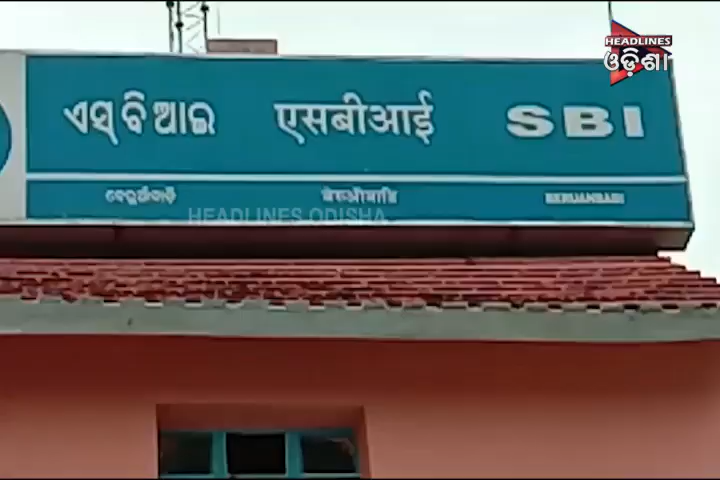 HEADLINES
ଓଡ଼ିଶା
ଏସ୍ ବି ଆଇ एसबीआई SBI
ବେରୁଆଁବାଡ଼ି BERUANBARI
HEADLINES ODISHA